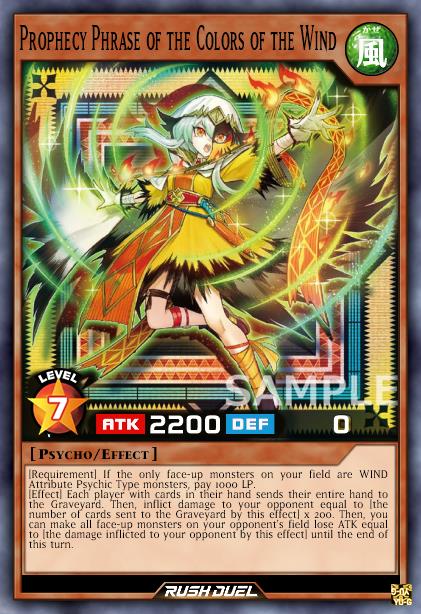 Prophecy Phrase of the Colors of the Wind
かぜ
風
SAMPLE
LEVEL
7
ATK 2200 DEF 0
[Psycho/Effect]
[Requirement] If the only face-up monsters on your field are WIND
Attribute Psychic Type monsters, pay 1000 LP.
[Effect] Each player with cards in their hand sends their entire hand to
the Graveyard. Then, inflict damage to your opponent equal to [the
number of cards sent to the Graveyard by this effect] x 200. Then, you
can make all face-up monsters on your opponent's field lose ATK equal
to [the damage inflicted to your opponent by this effect] until the end of
this turn.
RUSH DUEL